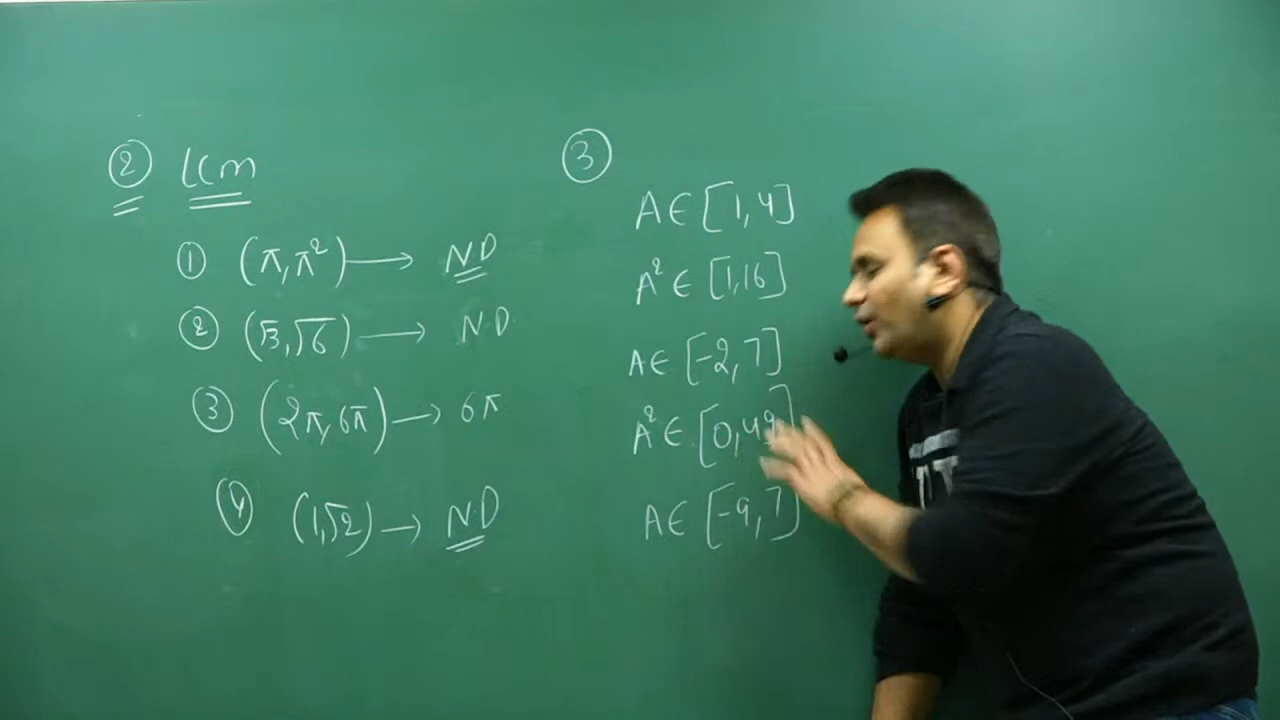 ② LCM
① (π, π²) → ND
② (√3, √6) → ND
③ (2π, 6π) → 6π
④ (1, √2) → N.D
③
A ∈ [1, 4]
A² ∈ [1, 16]
A ∈ [-2, 7]
A² ∈ [0, 49]
A ∈ [-9, 7]